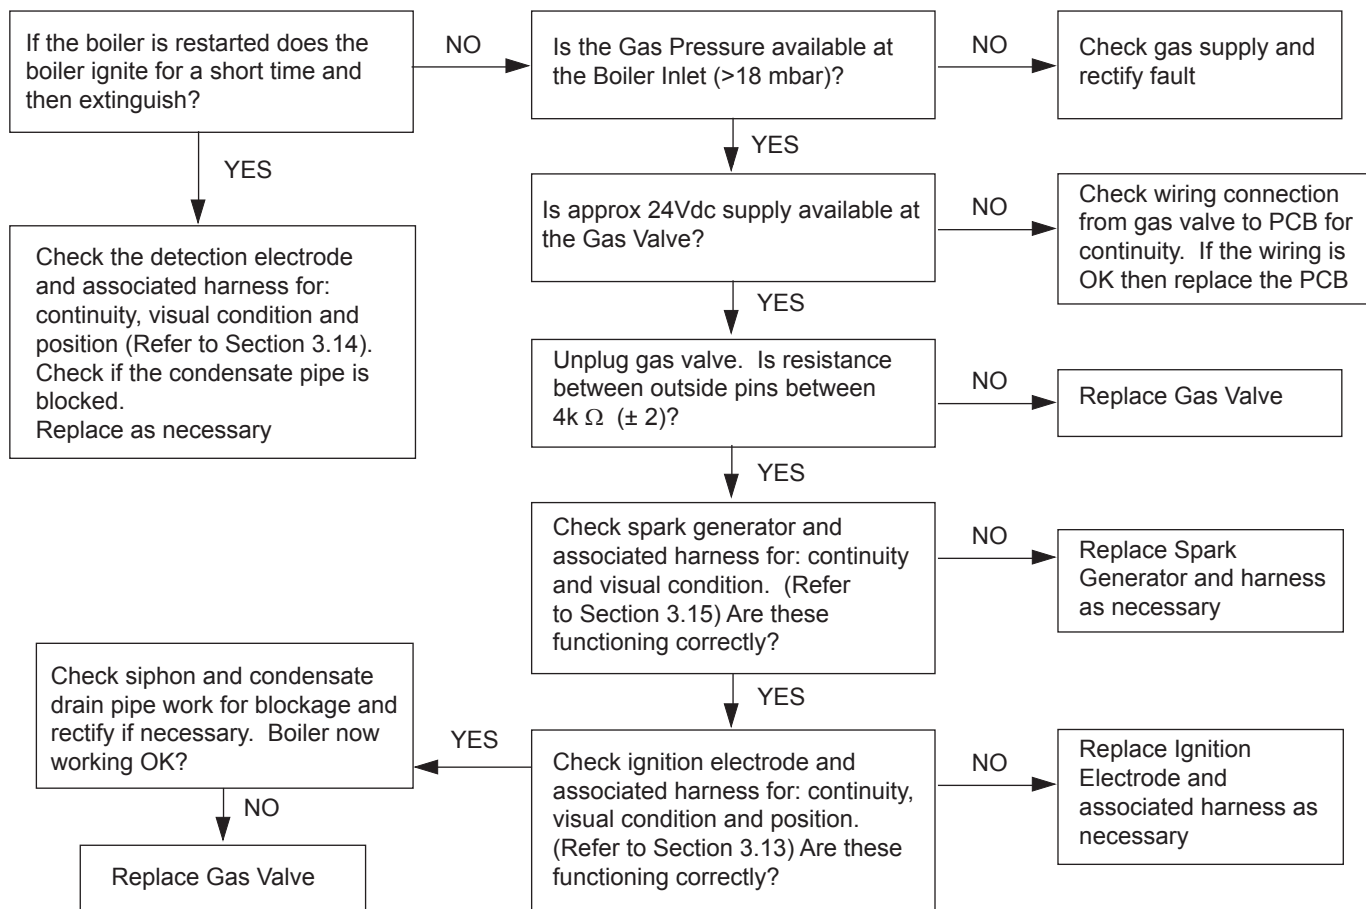 If the boiler is restarted does the
boiler ignite for a short time and
then extinguish?
NO
Is the Gas Pressure available at
the Boiler Inlet (>18 mbar)?
NO
Check gas supply and
rectify fault
YES
YES
Check the detection electrode
and associated harness for:
continuity, visual condition and
position (Refer to Section 3.14).
Check if the condensate pipe is
blocked.
Replace as necessary
Is approx 24Vdc supply available at
the Gas Valve?
NO
Check wiring connection
from gas valve to PCB for
continuity.  If the wiring is
OK then replace the PCB
YES
Unplug gas valve.  Is resistance
between outside pins between
4k Ω  (± 2)?
NO
Replace Gas Valve
YES
Check spark generator and
associated harness for: continuity
and visual condition.  (Refer
to Section 3.15) Are these
functioning correctly?
NO
Replace Spark
Generator and harness
as necessary
YES
Check ignition electrode and
associated harness for: continuity,
visual condition and position.
(Refer to Section 3.13) Are these
functioning correctly?
NO
Replace Ignition
Electrode and
associated harness as
necessary
YES
Check siphon and condensate
drain pipe work for blockage and
rectify if necessary.  Boiler now
working OK?
NO
Replace Gas Valve